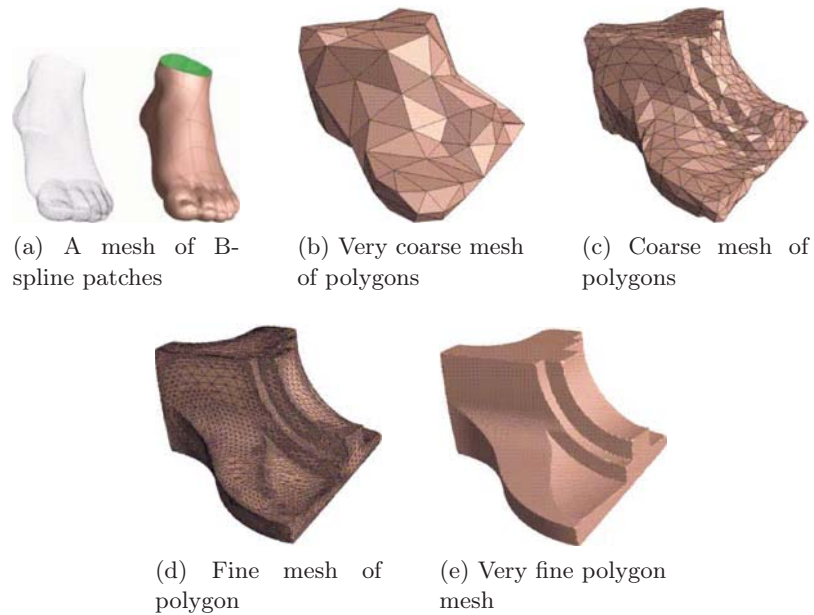 (a) A mesh of B-
spline patches
(b) Very coarse mesh
of polygons
(c) Coarse mesh of
polygons
(d) Fine mesh of
polygon
(e) Very fine polygon
mesh